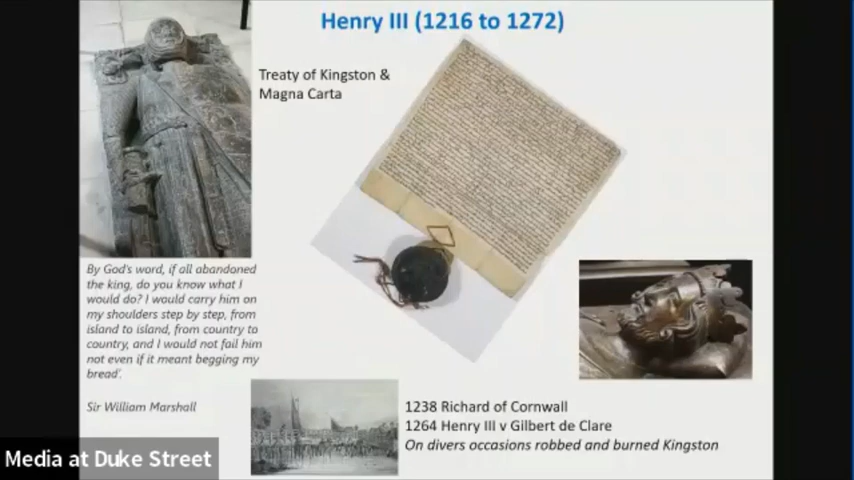 Henry III (1216 to 1272)
Treaty of Kingston &
Magna Carta
By God's word, if all abandoned
the king, do you know what I
would do? I would carry him on
my shoulders step by step, from
island to island, from country to
country, and I would not fail him
not even if it meant begging my
bread'.
Sir William Marshall
1238 Richard of Cornwall
1264 Henry III v Gilbert de Clare
On divers occasions robbed and burned Kingston
Media at Duke Street